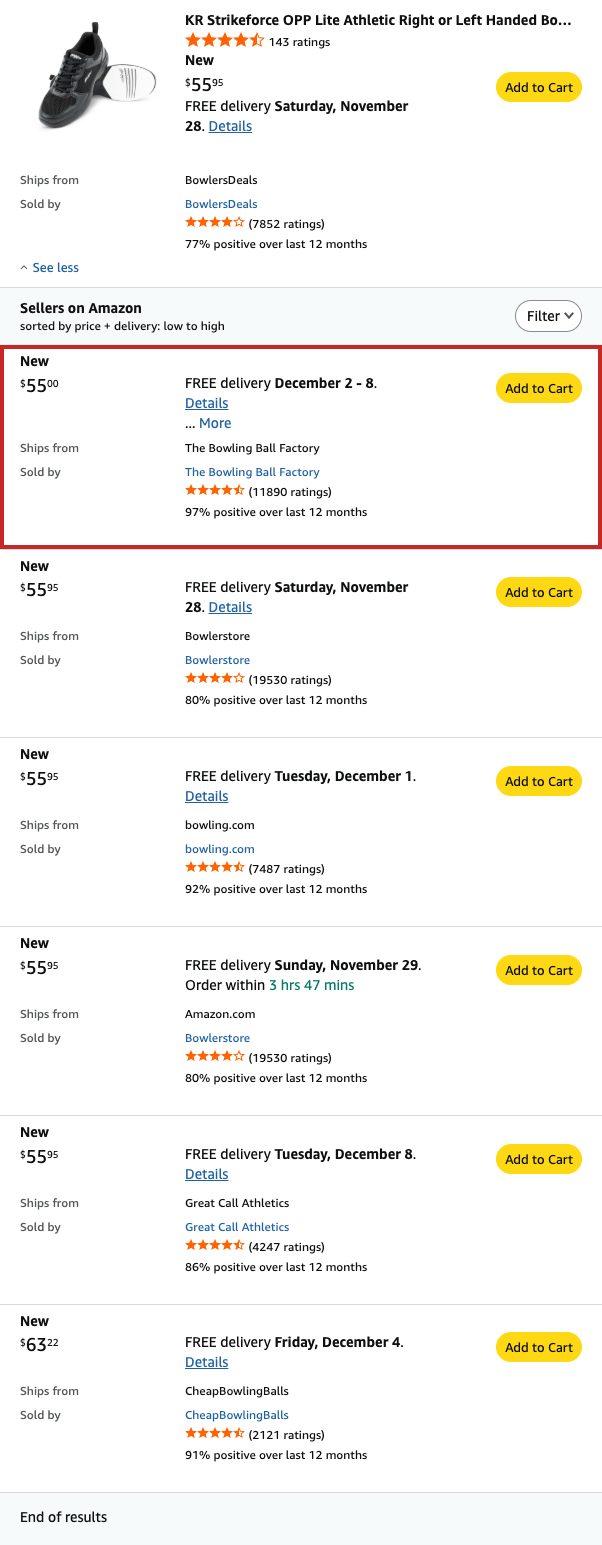 KR Strikeforce OPP Lite Athletic Right or Left Handed Bo...
143 ratings
New
$55 95
Add to Cart
FREE delivery Saturday, November
28. Details
Ships from BowlersDeals
Sold by BowlersDeals
(7852 ratings)
77% positive over last 12 months
See less
Sellers on Amazon
sorted by price + delivery: low to high
Filter
New
$55 00
FREE delivery December 2 - 8.
Add to Cart
Details
... More
Ships from The Bowling Ball Factory
Sold by The Bowling Ball Factory
(11890 ratings)
97% positive over last 12 months
New
$55 95
FREE delivery Saturday, November
Add to Cart
28. Details
Ships from Bowlerstore
Sold by Bowlerstore
(19530 ratings)
80% positive over last 12 months
New
$55 95
FREE delivery Tuesday, December 1.
Add to Cart
Details
Ships from bowling.com
Sold by bowling.com
(7487 ratings)
92% positive over last 12 months
New
$55 95
FREE delivery Sunday, November 29.
Add to Cart
Order within 3 hrs 47 mins
Ships from Amazon.com
Sold by Bowlerstore
(19530 ratings)
80% positive over last 12 months
New
$55 95
FREE delivery Tuesday, December 8.
Add to Cart
Details
Ships from Great Call Athletics
Sold by Great Call Athletics
(4247 ratings)
86% positive over last 12 months
New
$63 22
FREE delivery Friday, December 4.
Add to Cart
Details
Ships from CheapBowlingBalls
Sold by CheapBowlingBalls
(2121 ratings)
91% positive over last 12 months
End of results